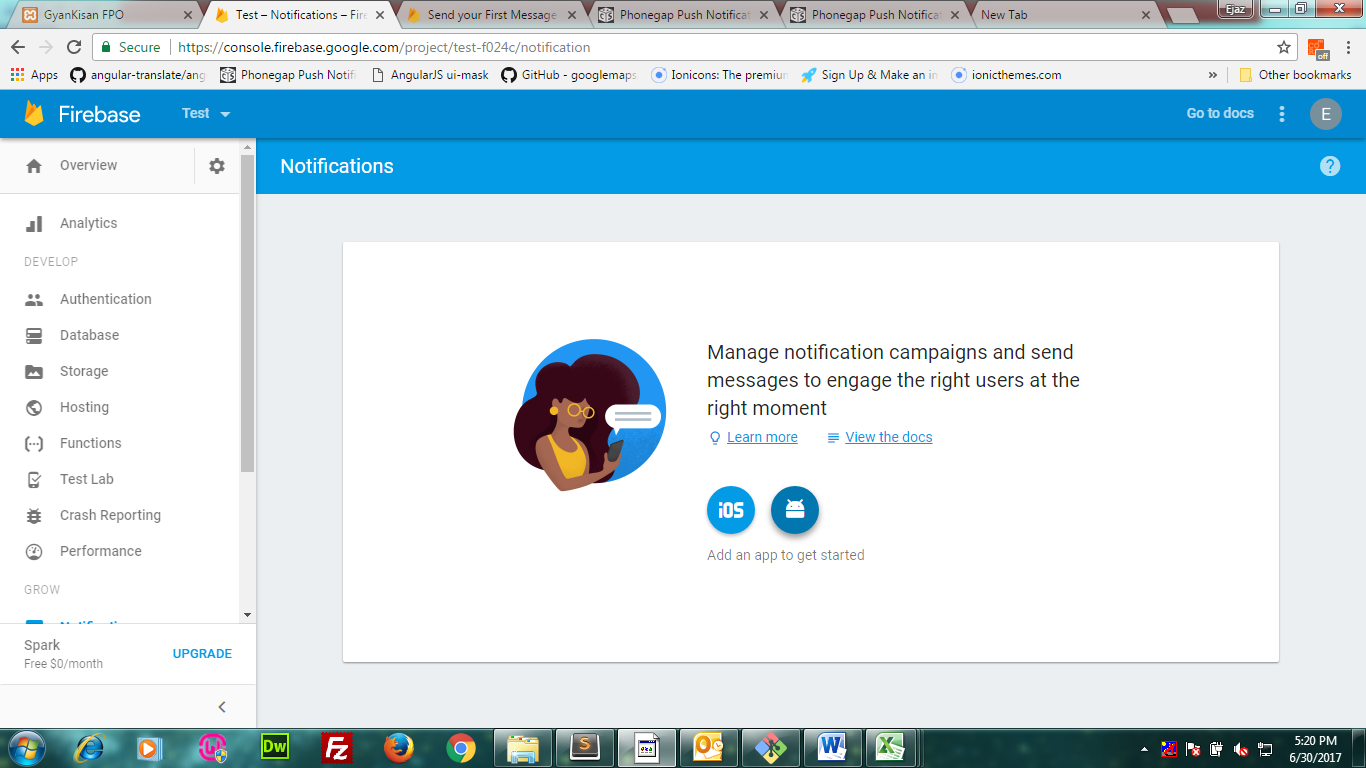 GyanKisan FPO
Test – Notifications – Fire
Send your First Message
Phonegap Push Notificat
Phonegap Push Notificat
New Tab
Ejaz
Secure
https://console.firebase.google.com/project/test-f024c/notification
off
Apps
angular-translate/ang
Phonegap Push Notifi
AngularJS ui-mask
GitHub - googlemaps
Ionicons: The premiun
Sign Up & Make an in
ionicthemes.com
»
Other bookmarks
Firebase
Test
Go to docs
E
Overview
Notifications
?
Analytics
DEVELOP
Authentication
Database
Storage
Hosting
Functions
Test Lab
Crash Reporting
Performance
GROW
Notifications
Spark
Free $0/month
UPGRADE
Manage notification campaigns and send
messages to engage the right users at the
right moment
Learn more
View the docs
iOS
Add an app to get started
Dw
Fz
S
5:20 PM
6/30/2017